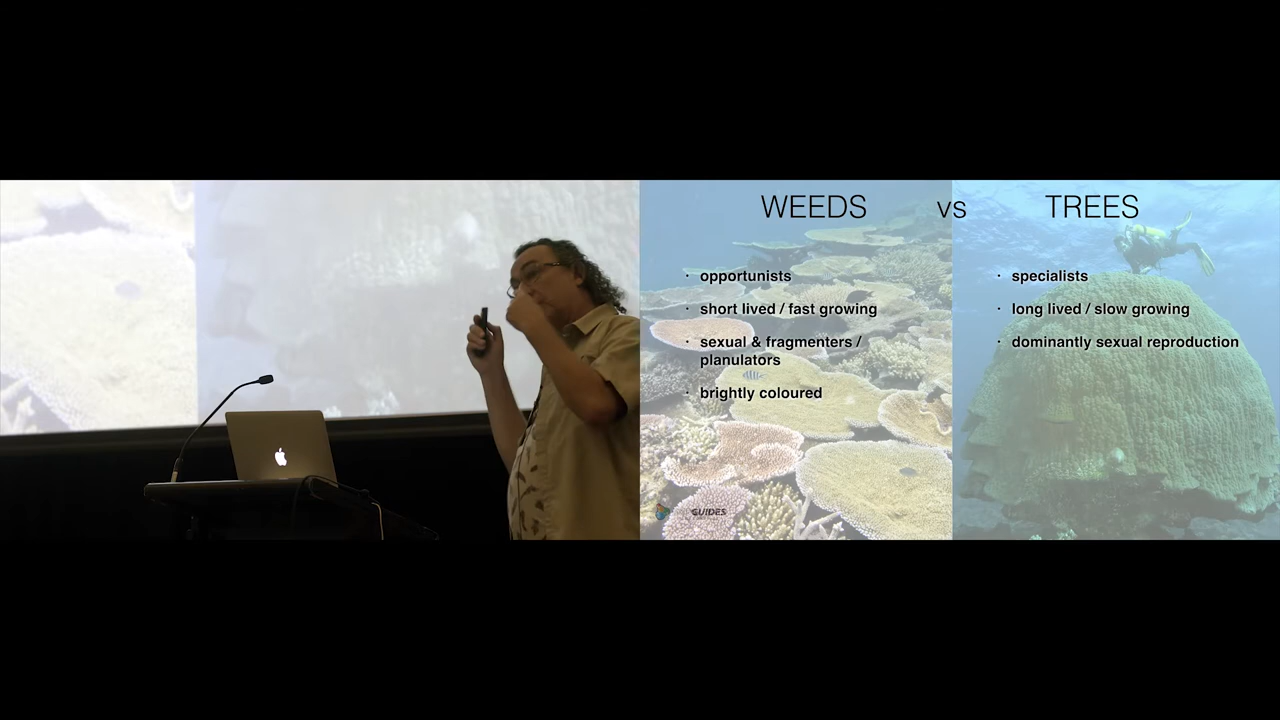 WEEDS vs TREES
· opportunists
· short lived / fast growing
· sexual & fragmenters /
planulators
· brightly coloured
· specialists
· long lived / slow growing
· dominantly sexual reproduction
GUIDES